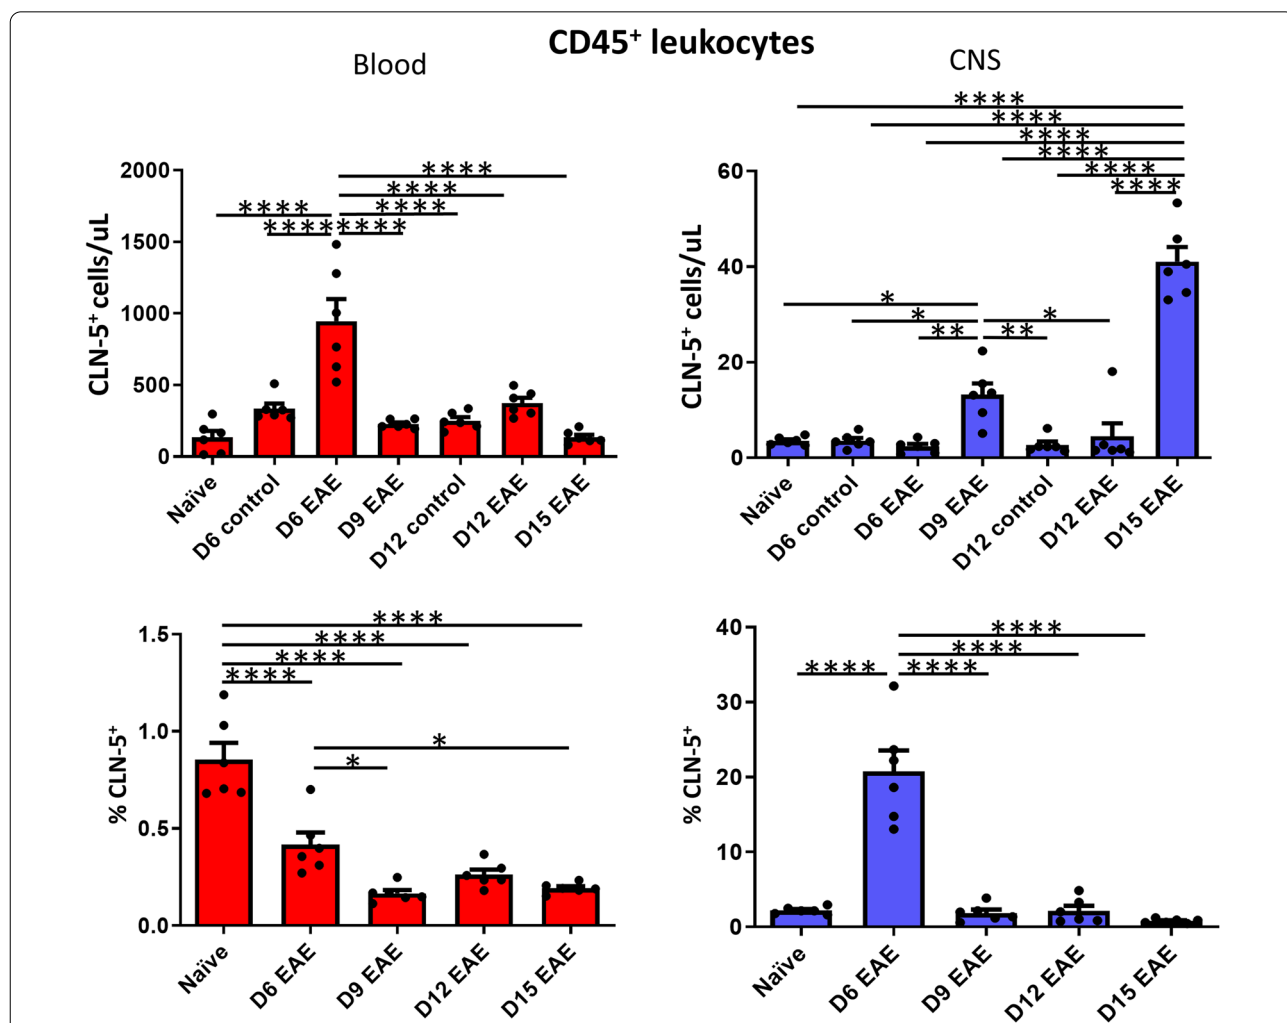 CD45⁺ leukocytes
Blood
CNS
CLN-5⁺ cells/uL
2000
1500
1000
500
0
****
****
****
****
********
Naïve
D6 control
D6 EAE
D9 EAE
D12 control
D12 EAE
D15 EAE
CLN-5⁺ cells/uL
60
40
20
0
****
****
****
****
****
****
*
*
*
**
**
Naïve
D6 control
D6 EAE
D9 EAE
D12 control
D12 EAE
D15 EAE
% CLN-5⁺
1.5
1.0
0.5
0.0
****
****
****
****
*
*
Naïve
D6 EAE
D9 EAE
D12 EAE
D15 EAE
% CLN-5⁺
40
30
20
10
0
****
****
****
****
Naïve
D6 EAE
D9 EAE
D12 EAE
D15 EAE